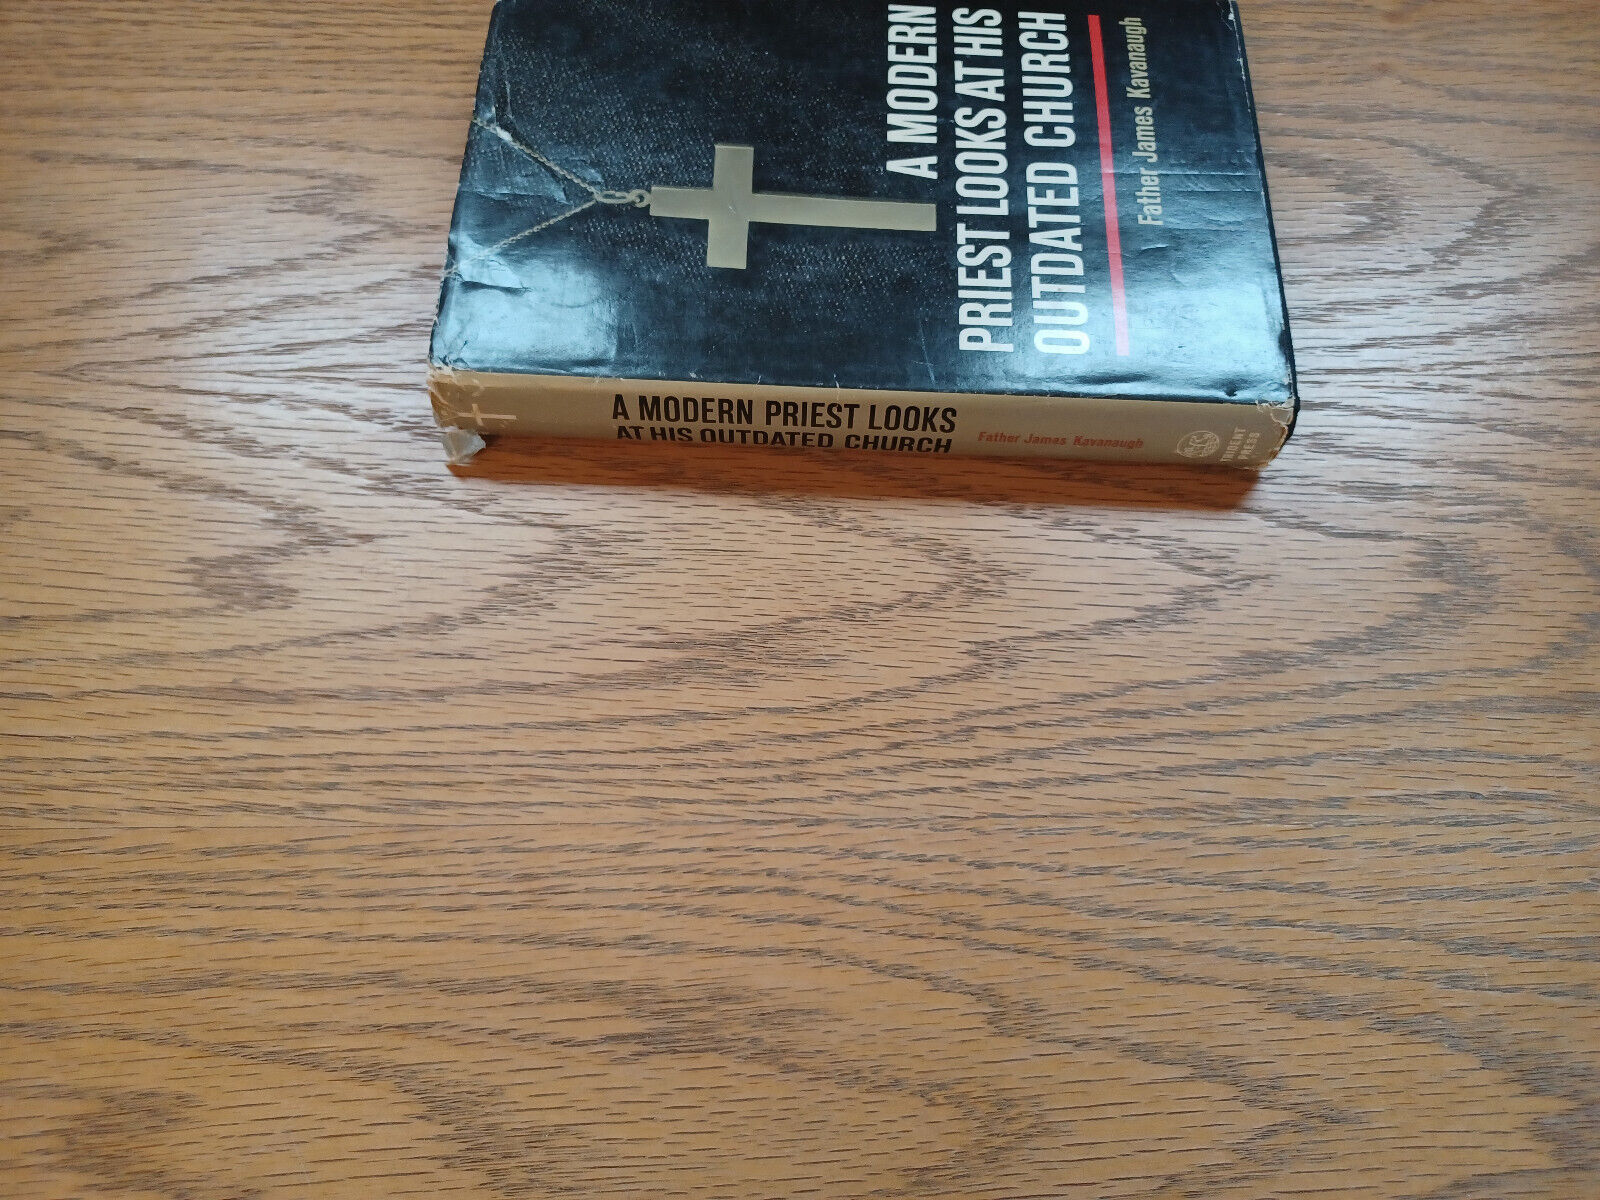 A MODERN
PRIEST LOOKS AT HIS
OUTDATED CHURCH
Father James Kavanaugh
A MODERN PRIEST LOOKS
AT HIS OUTDATED CHURCH
Father James Kavanaugh
TRIDENT
PRESS